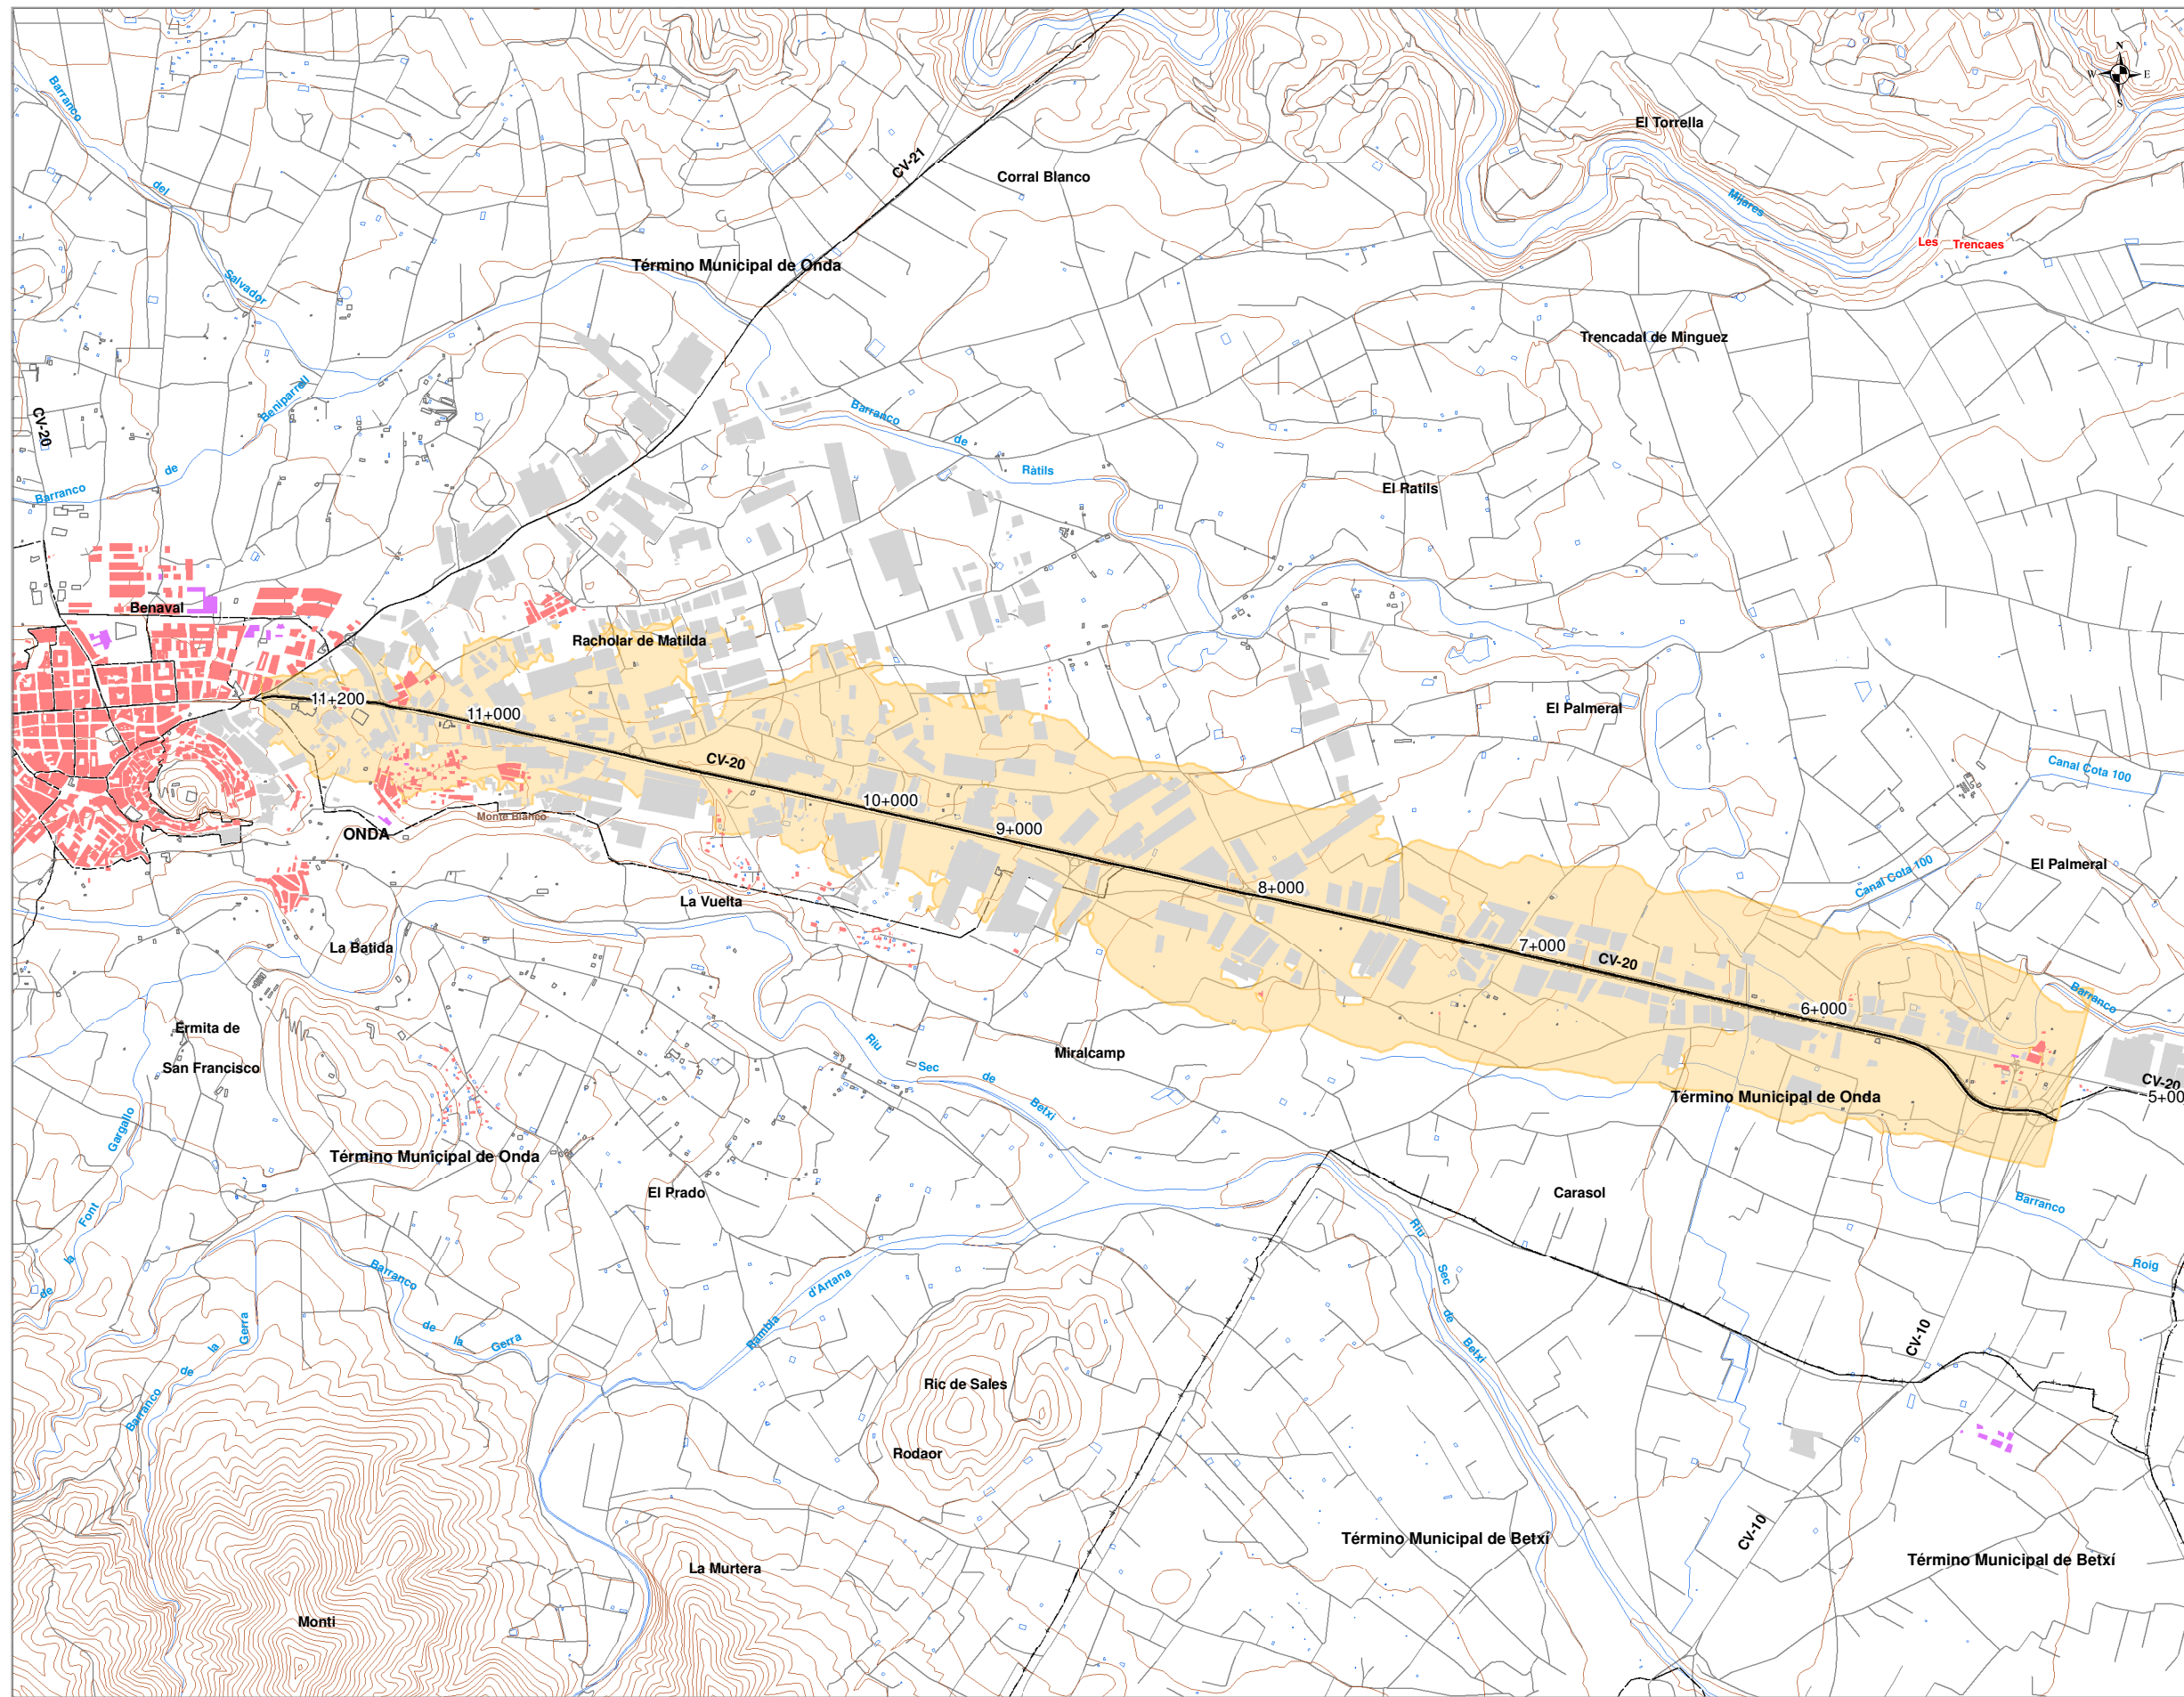 N
W E
S
Barranco
del
Salvador
El Torrella
CV-21
Corral Blanco
Mijares
Les Trencaes
Término Municipal de Onda
Trencadal de Minguez
CV-20
Beniparrell
de
Barranco
Barranco
de
Ràtils
El Ratils
Benaval
Racholar de Matilda
11+200
11+000
El Palmeral
CV-20
Canal Cota 100
10+000
Monte Blanco
ONDA
9+000
El Palmeral
Canal Cota 100
8+000
La Vuelta
La Batida
7+000
CV-20
Barranco
6+000
Ermita de
San Francisco
Riu
Sec
de
Betxi
Miralcamp
CV-20
5+00
Término Municipal de Onda
Gargallo
Font
la
de
Término Municipal de Onda
El Prado
Carasol
Barranco
Roig
Riu
Sec
de
Betxi
Barranco
de
la
Gerra
d'Artana
Rambla
Gerra
la
de
Barranco
CV-10
Ric de Sales
Rodaor
CV-10
Término Municipal de Betxí
Término Municipal de Betxí
La Murtera
Monti